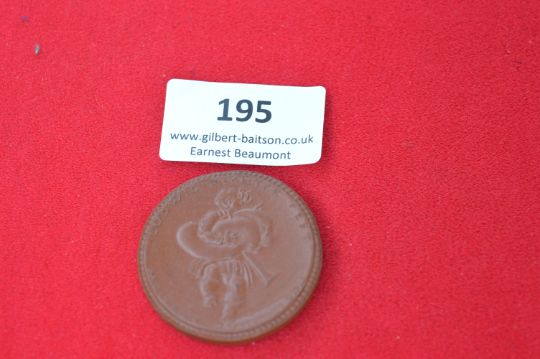 195
www.gilbert-baitson.co.uk
Earnest Beaumont